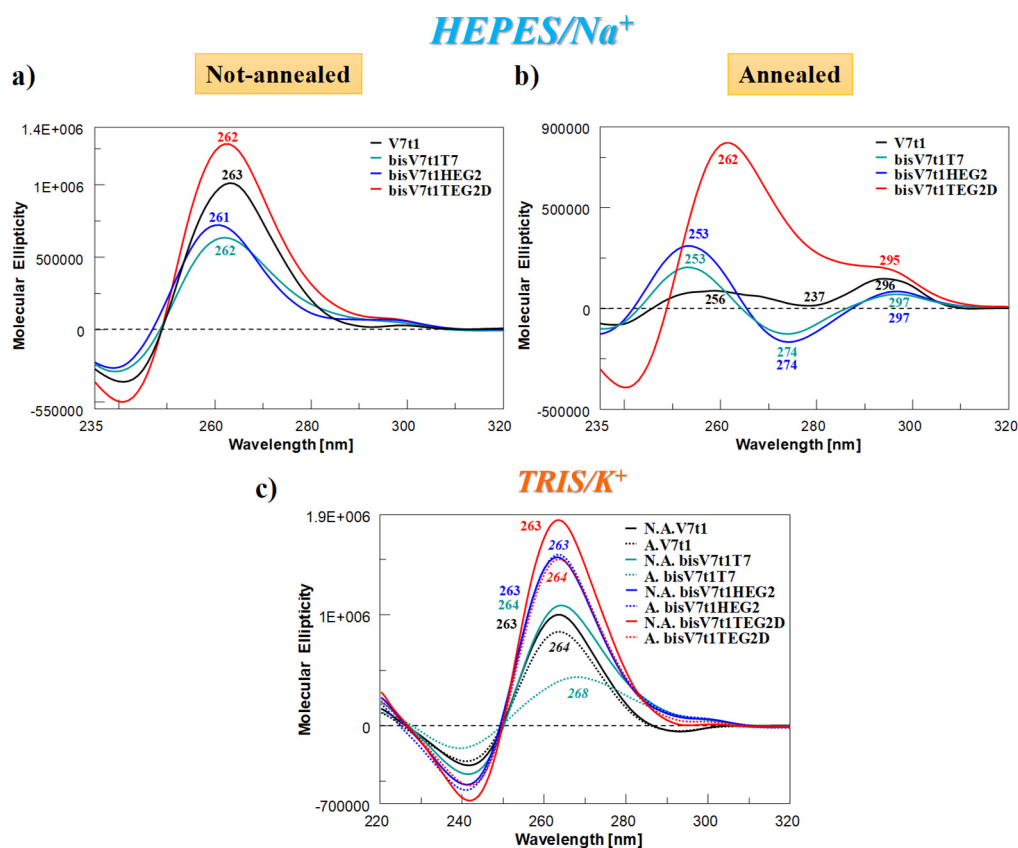 HEPES/Na+
a)
Not-annealed
b)
Annealed
1.4E+006
1E+006
500000
0
-550000
Molecular Ellipticity
262
263
261
262
V7t1
bisV7t1T7
bisV7t1HEG2
bisV7t1TEG2D
235
260
280
300
320
Wavelength [nm]
900000
500000
0
-500000
Molecular Ellipticity
262
253
253
256
237
295
296
297
297
274
274
V7t1
bisV7t1T7
bisV7t1HEG2
bisV7t1TEG2D
235
260
280
300
320
Wavelength [nm]
c)
TRIS/K+
1.9E+006
1E+006
0
-700000
Molecular Ellipticity
263
263
264
263
264
263
264
268
N.A.V7t1
A.V7t1
N.A. bisV7t1T7
A. bisV7t1T7
N.A. bisV7t1HEG2
A. bisV7t1HEG2
N.A. bisV7t1TEG2D
A. bisV7t1TEG2D
220
240
260
280
300
320
Wavelength [nm]